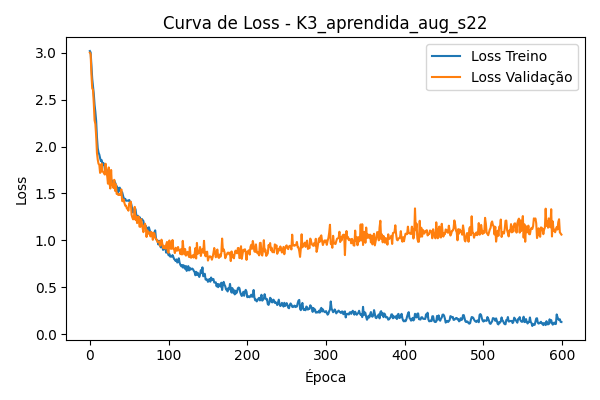 Curva de Loss - K3_aprendida_aug_s22
Loss Treino
Loss Validação
3.0
2.5
2.0
1.5
1.0
0.5
0.0
Loss
0 100 200 300 400 500 600
Época